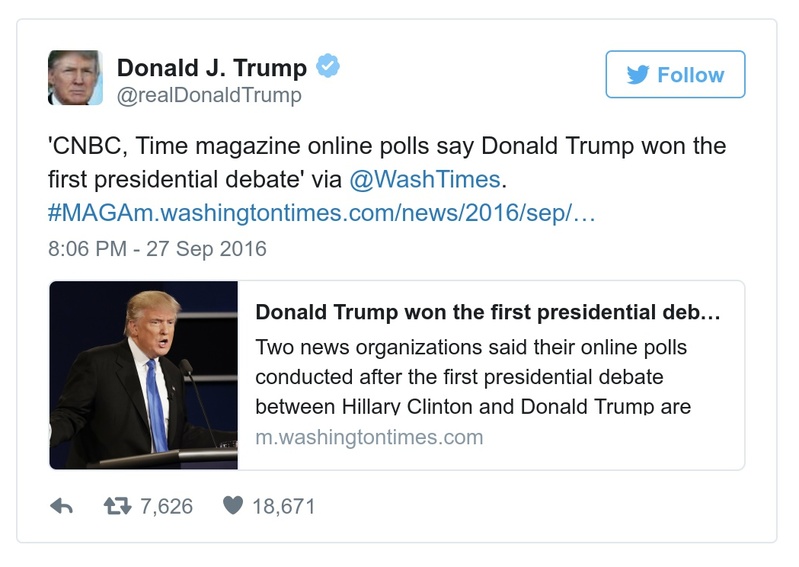 Donald J. Trump
@realDonaldTrump
Follow
'CNBC, Time magazine online polls say Donald Trump won the
first presidential debate' via @WashTimes.
#MAGAm.washingtontimes.com/news/2016/sep/…
8:06 PM - 27 Sep 2016
Donald Trump won the first presidential deb…
Two news organizations said their online polls
conducted after the first presidential debate
between Hillary Clinton and Donald Trump are
m.washingtontimes.com
7,626
18,671